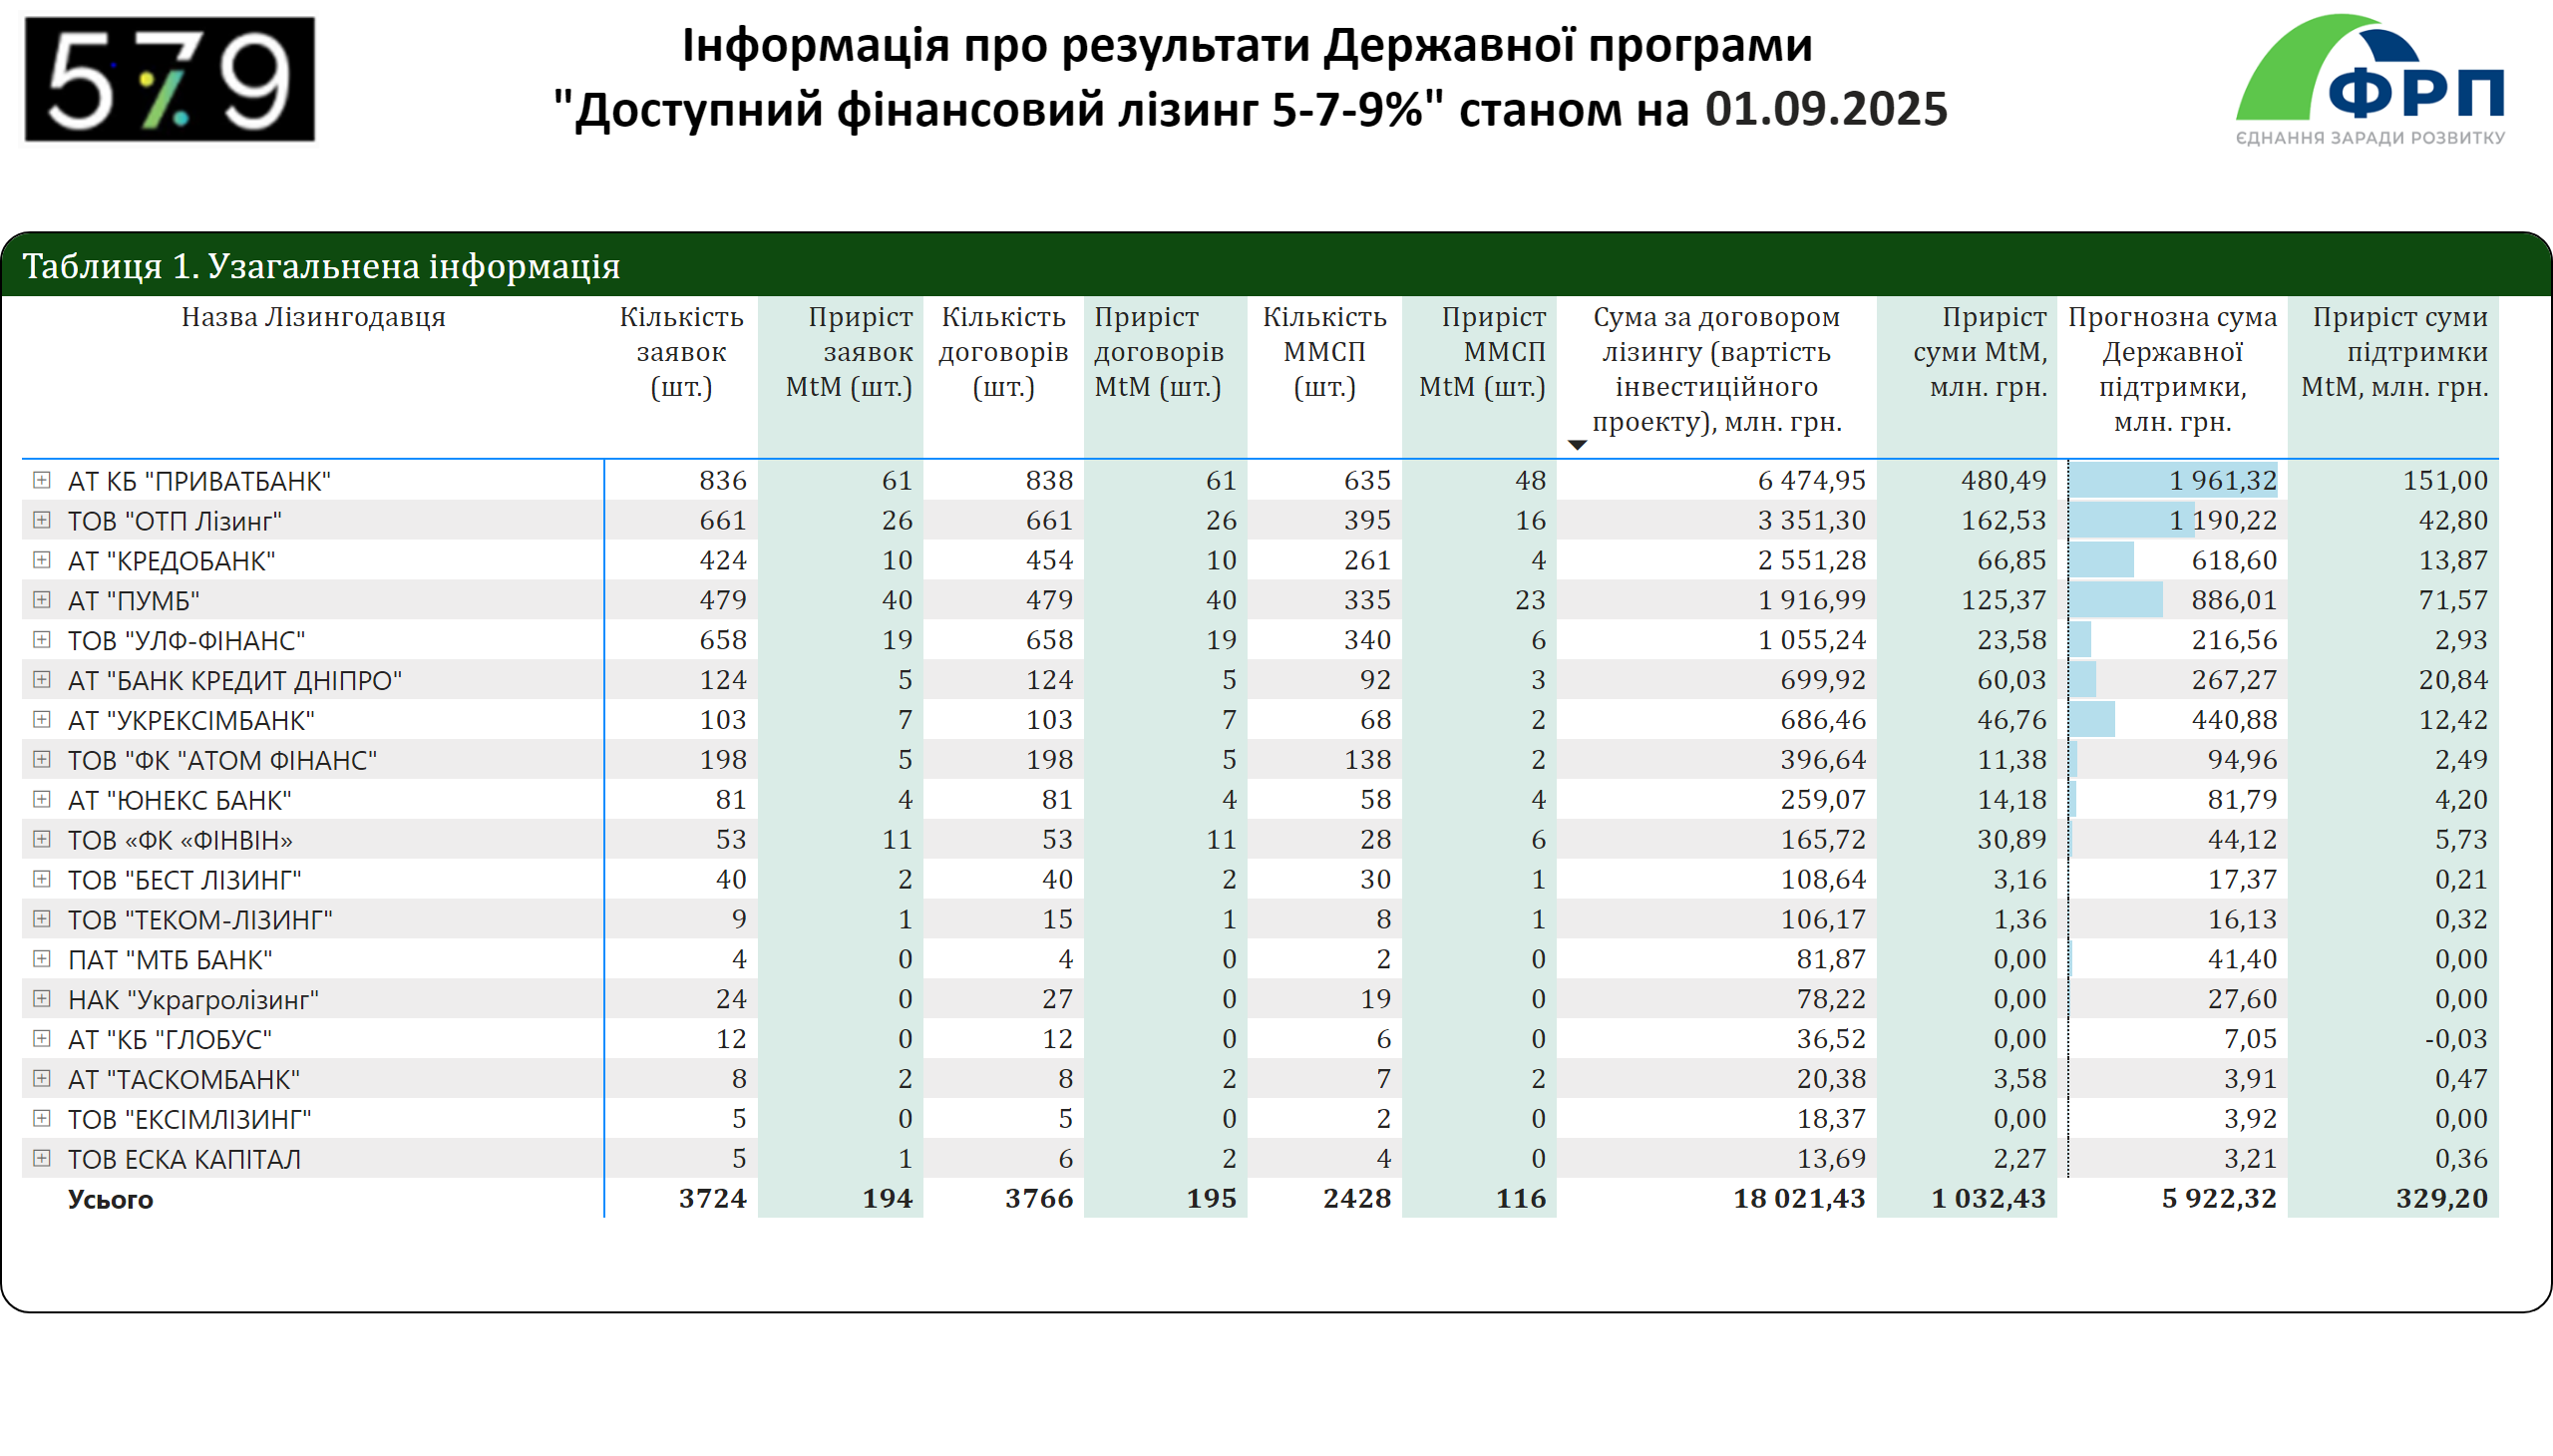 5 7 9
Інформація про результати Державної програми
"Доступний фінансовий лізинг 5-7-9%" станом на 01.09.2025
ФРП
ЄДНАННЯ ЗАРАДИ РОЗВИТКУ
Таблиця 1. Узагальнена інформація
Назва Лізингодавця Кількість заявок (шт.) Приріст заявок MtM (шт.) Кількість договорів (шт.) Приріст договорів MtM (шт.) Кількість ММСП (шт.) Приріст ММСП MtM (шт.) Сума за договором лізингу (вартість інвестиційного проекту), млн. грн. Приріст суми MtM, млн. грн. Прогнозна сума Державної підтримки, млн. грн. Приріст суми підтримки MtM, млн. грн.
АТ КБ "ПРИВАТБАНК" 836 61 838 61 635 48 6 474,95 480,49 1 961,32 151,00
ТОВ "ОТП Лізинг" 661 26 661 26 395 16 3 351,30 162,53 1 190,22 42,80
АТ "КРЕДОБАНК" 424 10 454 10 261 4 2 551,28 66,85 618,60 13,87
АТ "ПУМБ" 479 40 479 40 335 23 1 916,99 125,37 886,01 71,57
ТОВ "УЛФ-ФІНАНС" 658 19 658 19 340 6 1 055,24 23,58 216,56 2,93
АТ "БАНК КРЕДИТ ДНІПРО" 124 5 124 5 92 3 699,92 60,03 267,27 20,84
АТ "УКРЕКСІМБАНК" 103 7 103 7 68 2 686,46 46,76 440,88 12,42
ТОВ "ФК "АТОМ ФІНАНС" 198 5 198 5 138 2 396,64 11,38 94,96 2,49
АТ "ЮНЕКС БАНК" 81 4 81 4 58 4 259,07 14,18 81,79 4,20
ТОВ «ФК «ФІНВІН» 53 11 53 11 28 6 165,72 30,89 44,12 5,73
ТОВ "БЕСТ ЛІЗИНГ" 40 2 40 2 30 1 108,64 3,16 17,37 0,21
ТОВ "ТЕКОМ-ЛІЗИНГ" 9 1 15 1 8 1 106,17 1,36 16,13 0,32
ПАТ "МТБ БАНК" 4 0 4 0 2 0 81,87 0,00 41,40 0,00
НАК "Украгролізинг" 24 0 27 0 19 0 78,22 0,00 27,60 0,00
АТ "КБ "ГЛОБУС" 12 0 12 0 6 0 36,52 0,00 7,05 -0,03
АТ "ТАСКОМБАНК" 8 2 8 2 7 2 20,38 3,58 3,91 0,47
ТОВ "ЕКСІМЛІЗИНГ" 5 0 5 0 2 0 18,37 0,00 3,92 0,00
ТОВ ЕСКА КАПІТАЛ 5 1 6 2 4 0 13,69 2,27 3,21 0,36
Усього 3724 194 3766 195 2428 116 18 021,43 1 032,43 5 922,32 329,20